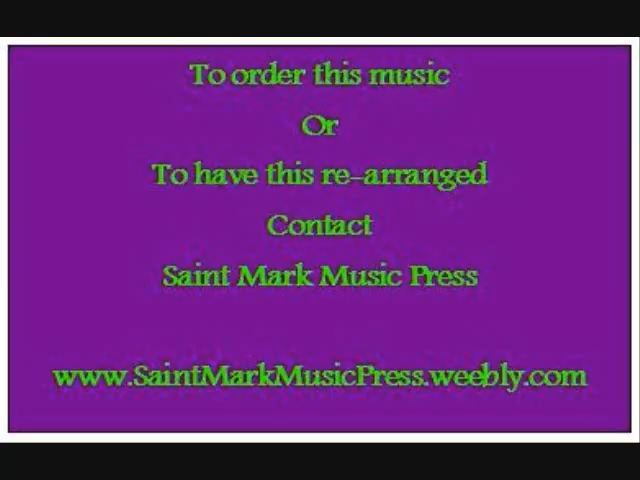 To order this music
Or
To have this re-arranged
Contact
Saint Mark Music Press
www.SaintMarkMusicPress.weebly.com